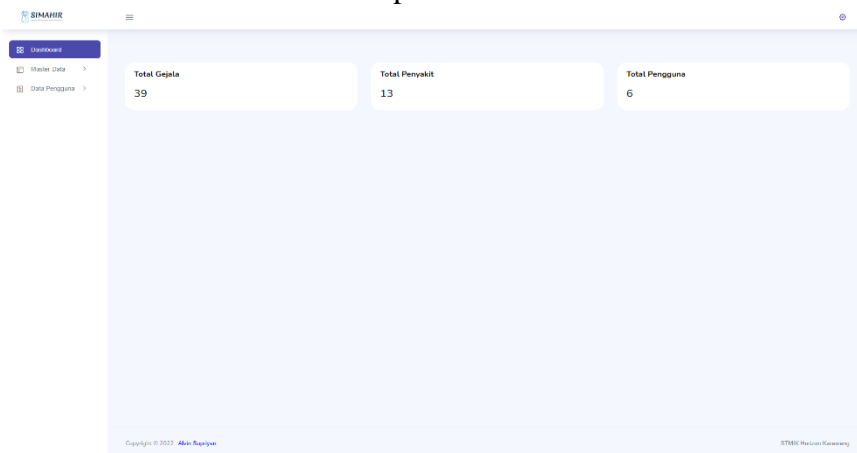 SIMAHIR
Dashboard
Master Data
Data Pengguna
Total Gejala
39
Total Penyakit
13
Total Pengguna
6
Copyright © 2022
STMIK Horizon Karawang